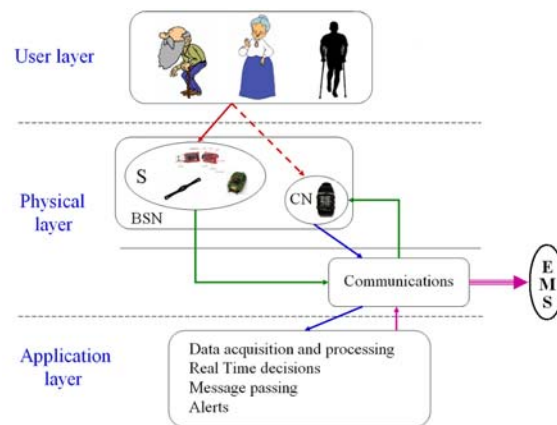 User layer
S
CN
BSN
Physical
layer
Communications
E
M
S
Data acquisition and processing
Real Time decisions
Message passing
Alerts
Application
layer